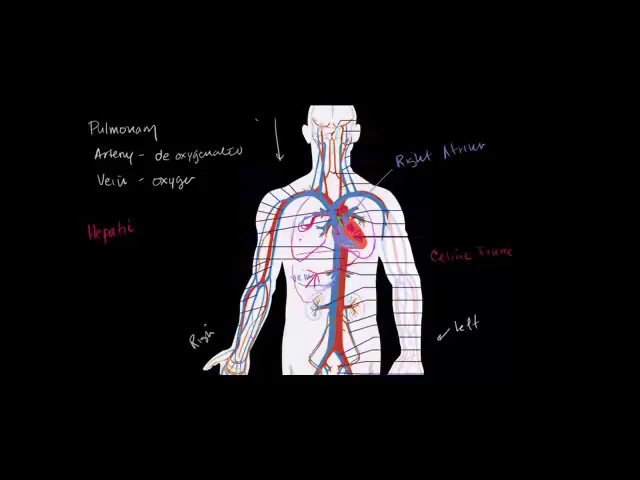 Pulmonary
Artery - de oxygenated
Vein - oxygen
Hepatic
Right Atrium
Celiac Trunk
Right
Left